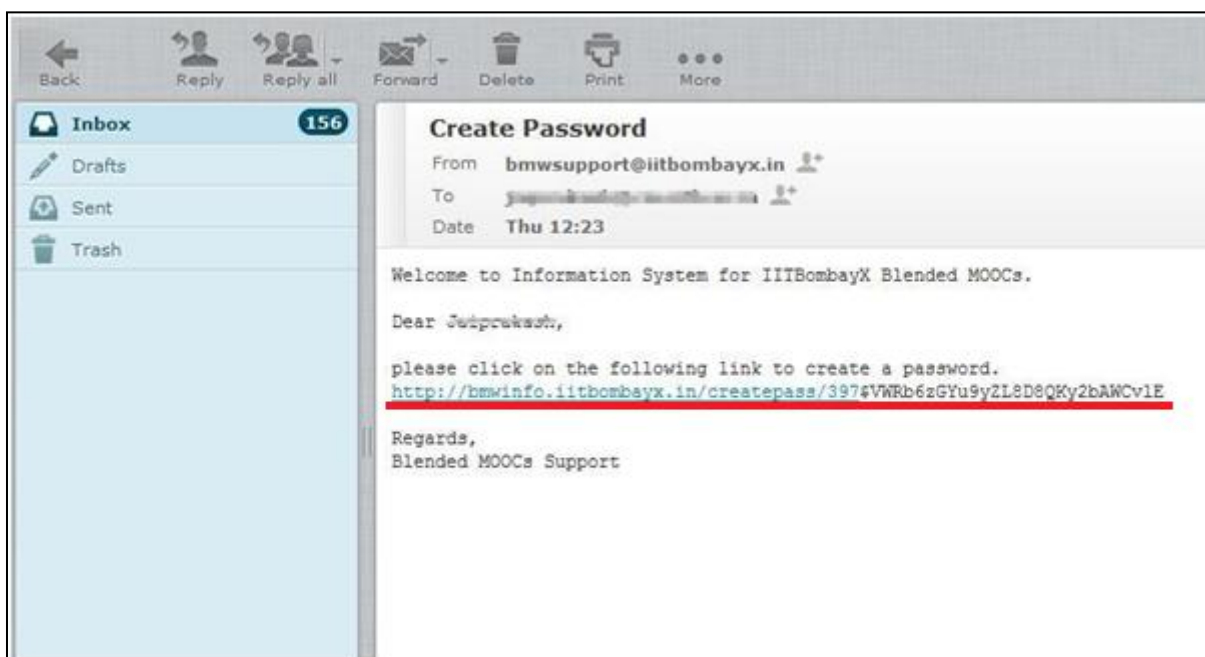 Back Reply Reply all Forward Delete Print More
Inbox 156
Drafts
Sent
Trash
Create Password
From bmwsupport@iitbombayx.in
To
Date Thu 12:23
Welcome to Information System for IITBombayX Blended MOOCs.
Dear
please click on the following link to create a password.
http://bmwinfo.iitbombayx.in/createpass/397$VWRb6zGYu9yZL8D8QKy2bAWCv1E
Regards,
Blended MOOCs Support